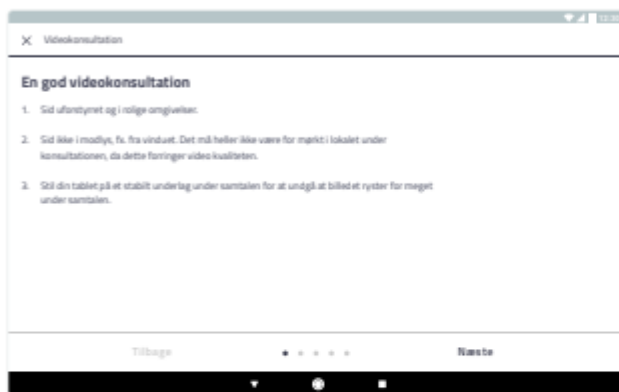 12:30
Videokonsultation
En god videokonsultation
1. Sid uforstyrret og i rolige omgivelser.
2. Sid ikke i modlys, fx. fra vinduet. Det må heller ikke være for mørkt i lokalet under
konsultationen, da dette forringer video kvaliteten.
3. Stil din tablet på et stabilt underlag under samtalen for at undgå at billedet ryster for meget
under samtalen.
Tilbage
Næste